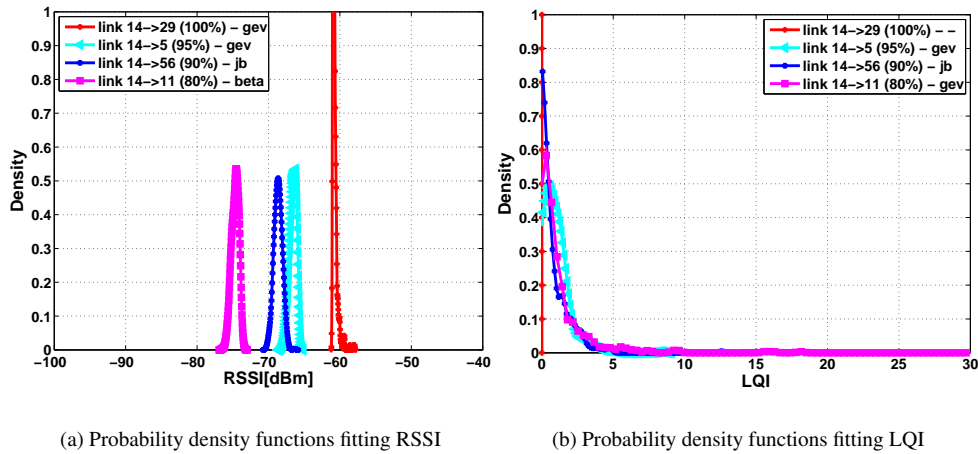 link 14->29 (100%) – gev
link 14->5 (95%) – gev
link 14->56 (90%) – jb
link 14->11 (80%) – beta
1
0.9
0.8
0.7
0.6
0.5
0.4
0.3
0.2
0.1
0
Density
−100 −90 −80 −70 −60 −50 −40
RSSI[dBm]
link 14->29 (100%) – –
link 14->5 (95%) – gev
link 14->56 (90%) – jb
link 14->11 (80%) – gev
1
0.9
0.8
0.7
0.6
0.5
0.4
0.3
0.2
0.1
0
Density
0 5 10 15 20 25 30
LQI
(a) Probability density functions fitting RSSI
(b) Probability density functions fitting LQI